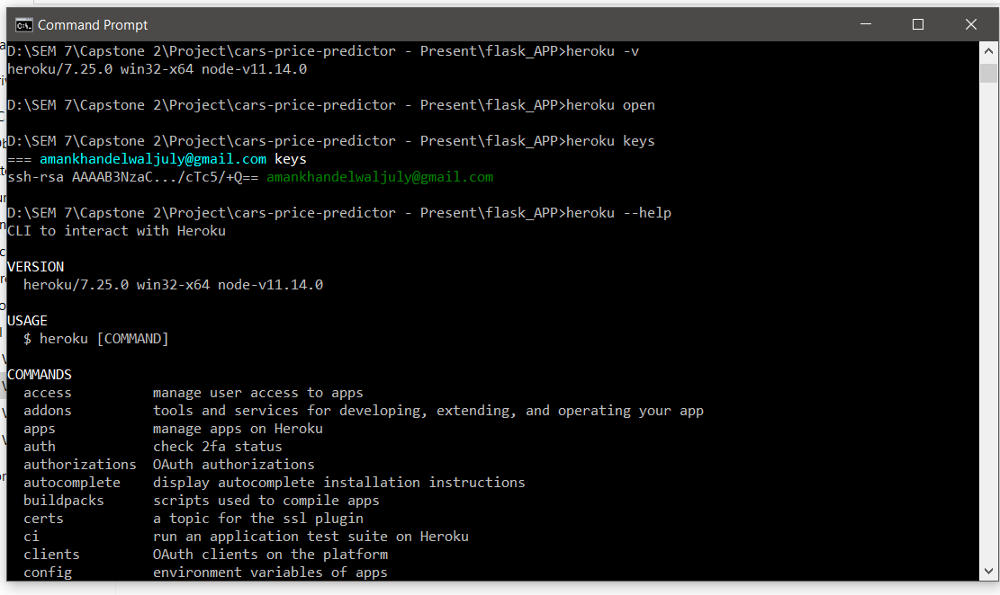 Command Prompt
D:\SEM 7\Capstone 2\Project\cars-price-predictor - Present\flask_APP>heroku -v
heroku/7.25.0 win32-x64 node-v11.14.0
D:\SEM 7\Capstone 2\Project\cars-price-predictor - Present\flask_APP>heroku open
D:\SEM 7\Capstone 2\Project\cars-price-predictor - Present\flask_APP>heroku keys
=== amankhandelwaljuly@gmail.com keys
ssh-rsa AAAAB3NzaC.../cTc5/+Q== amankhandelwaljuly@gmail.com
D:\SEM 7\Capstone 2\Project\cars-price-predictor - Present\flask_APP>heroku --help
CLI to interact with Heroku
VERSION
heroku/7.25.0 win32-x64 node-v11.14.0
USAGE
$ heroku [COMMAND]
COMMANDS
access manage user access to apps
addons tools and services for developing, extending, and operating your app
apps manage apps on Heroku
auth check 2fa status
authorizations OAuth authorizations
autocomplete display autocomplete installation instructions
buildpacks scripts used to compile apps
certs a topic for the ssl plugin
ci run an application test suite on Heroku
clients OAuth clients on the platform
config environment variables of apps